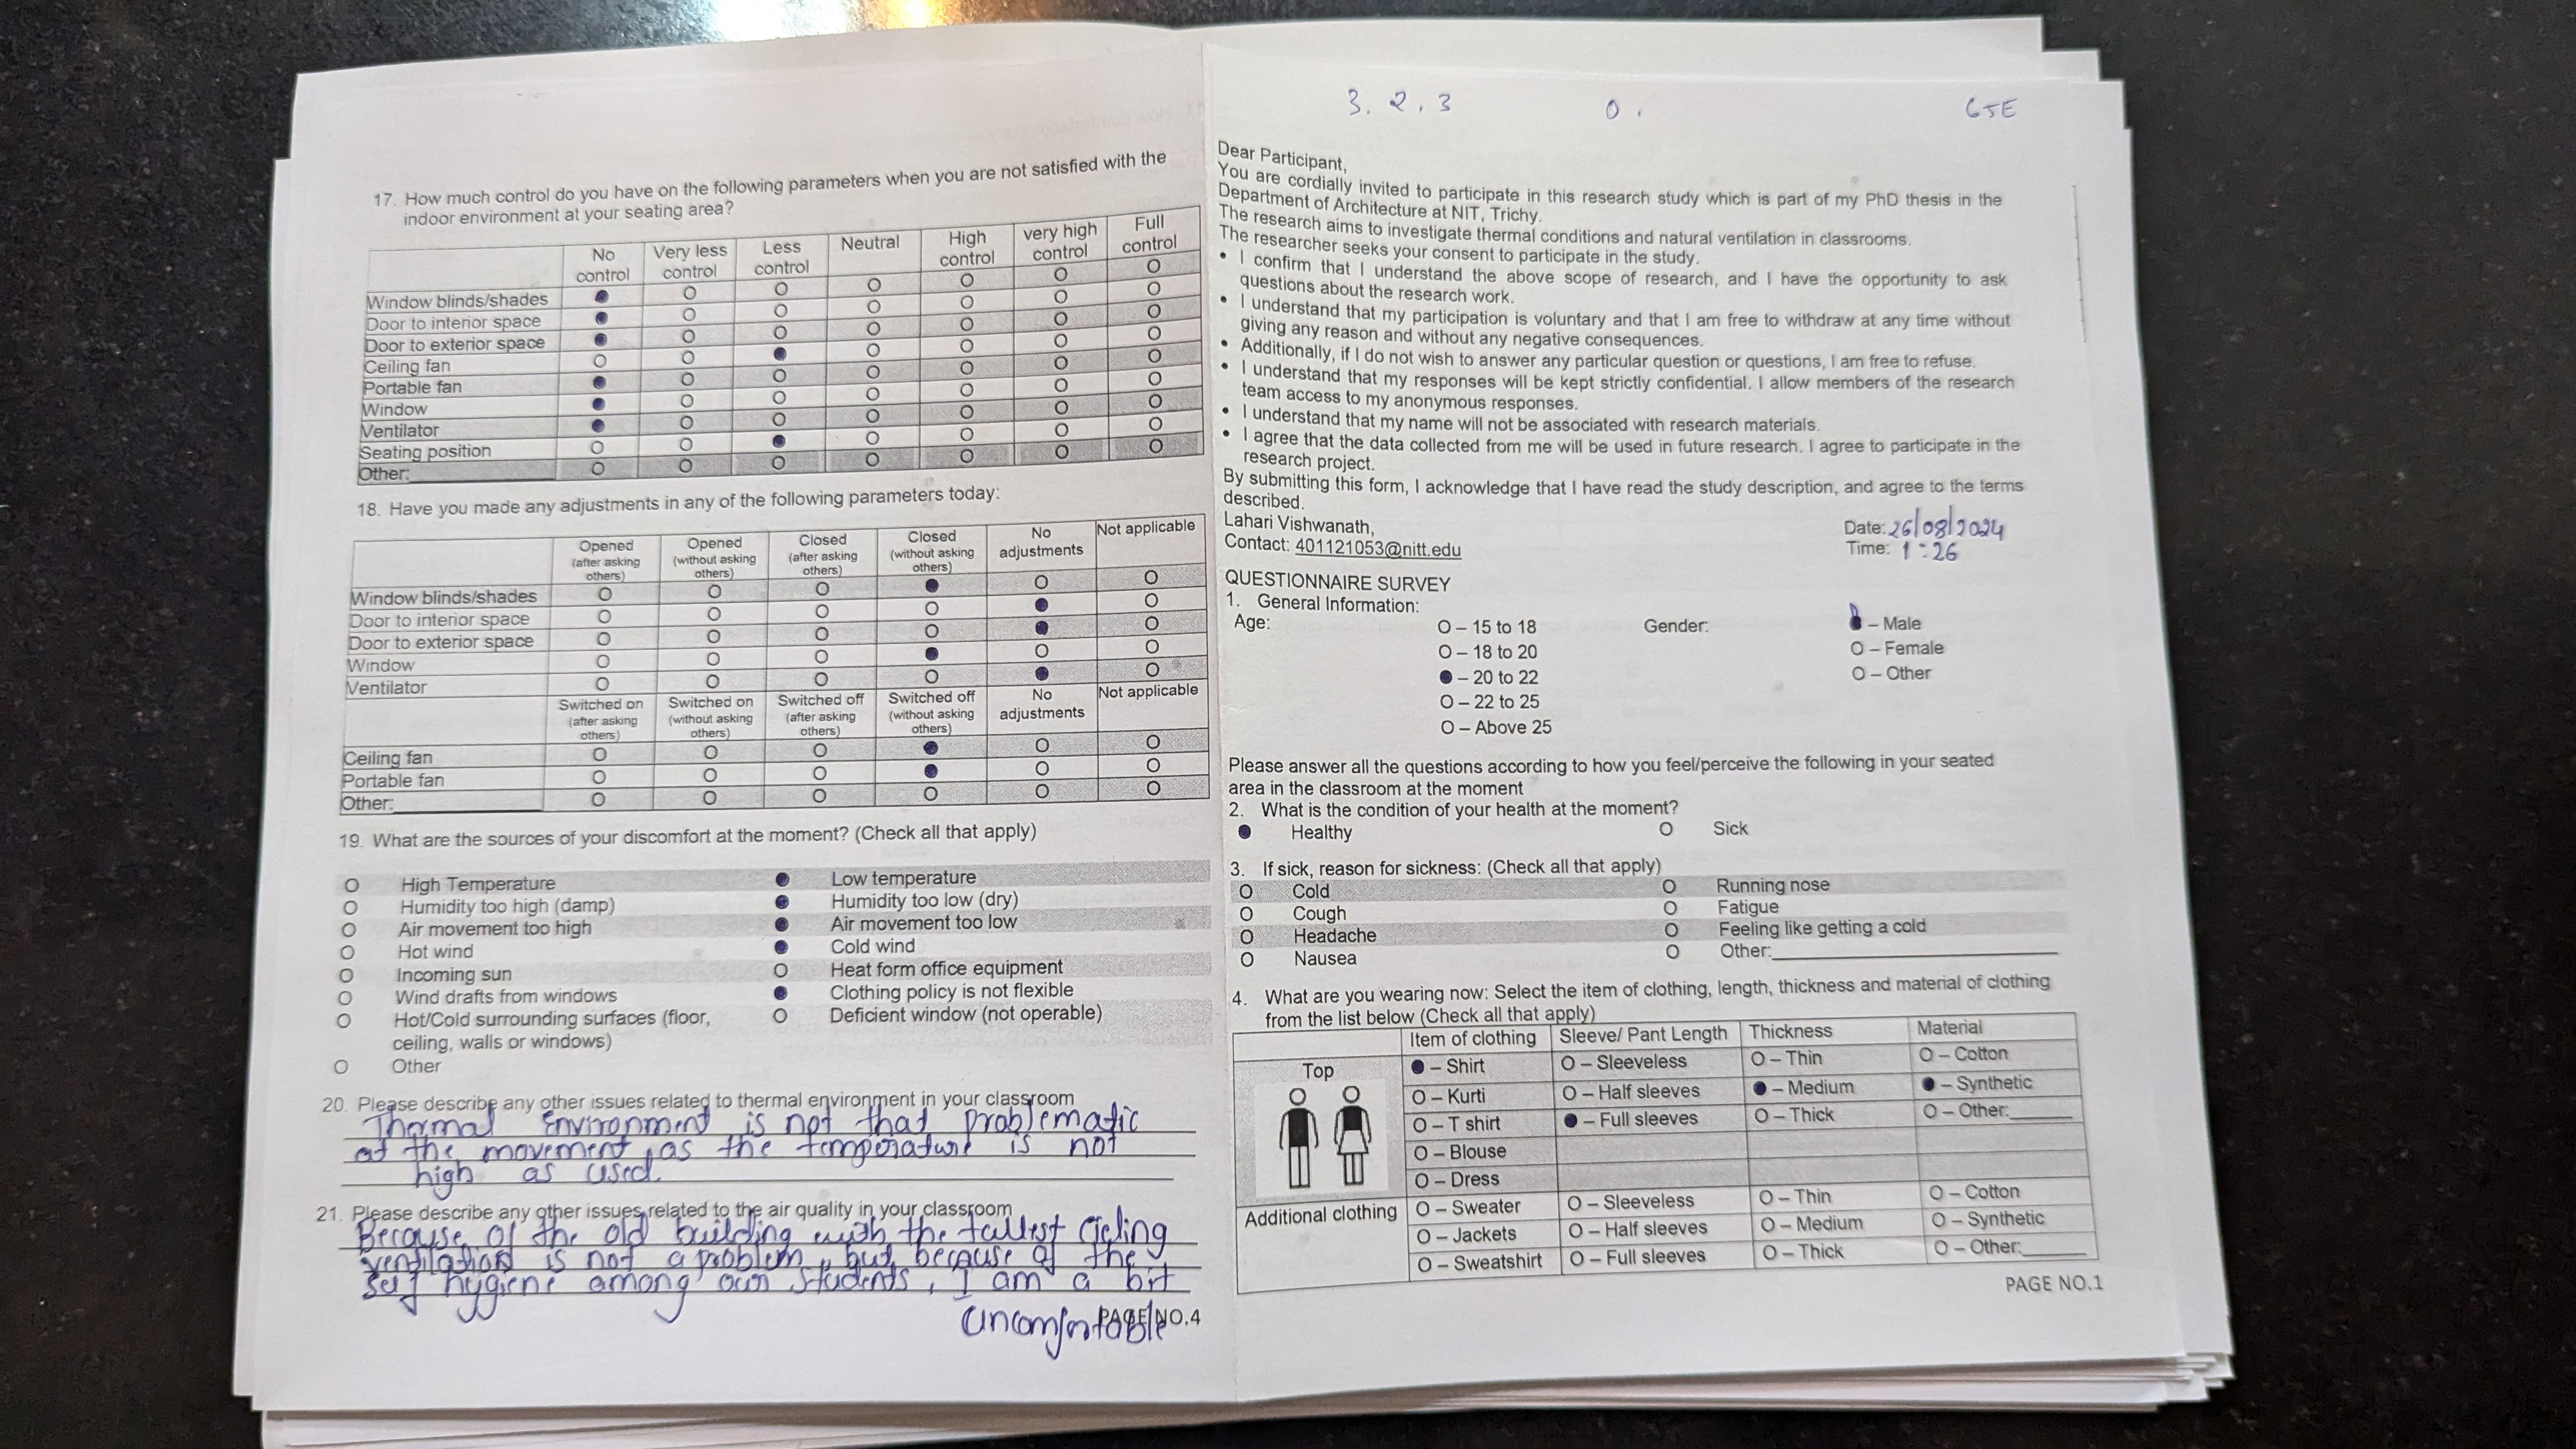 17. How much control do you have on the following parameters when you are not satisfied with the
indoor environment at your seating area?
No control Very less control Less control Neutral High control very high control Full control
Window blinds/shades ● O O O O O O
Door to interior space ● O O O O O O
Door to exterior space ● O O O O O O
Ceiling fan O O ● O O O O
Portable fan ● O O O O O O
Window ● O O O O O O
Ventilator ● O O O O O O
Seating position O O ● O O O O
Other: O O O O O O O
18. Have you made any adjustments in any of the following parameters today:
Opened (after asking others) Opened (without asking others) Closed (after asking others) Closed (without asking others) No adjustments Not applicable
Window blinds/shades O O O ● O O
Door to interior space O O O O ● O
Door to exterior space O O O O ● O
Window O O O ● O O
Ventilator O O O O ● O
Switched on (after asking others) Switched on (without asking others) Switched off (after asking others) Switched off (without asking others) No adjustments Not applicable
Ceiling fan O O O ● O O
Portable fan O O O ● O O
Other: O O O O O O
19. What are the sources of your discomfort at the moment? (Check all that apply)
O High Temperature ● Low temperature
O Humidity too high (damp) ● Humidity too low (dry)
O Air movement too high ● Air movement too low
O Hot wind ● Cold wind
O Incoming sun O Heat form office equipment
O Wind drafts from windows ● Clothing policy is not flexible
O Hot/Cold surrounding surfaces (floor, O Deficient window (not operable)
ceiling, walls or windows)
O Other
20. Please describe any other issues related to thermal environment in your classroom
Thermal Environment is not that problematic
at the movement, as the temperature is not
high as used.
21. Please describe any other issues related to the air quality in your classroom
Because of the old building with the tallest cieling
ventilation is not a problem, but because of the
self hygiene among our students, I am a bit
uncomfortable
PAGE NO.4
3. 2. 3 0.
Dear Participant,
You are cordially invited to participate in this research study which is part of my PhD thesis in the
Department of Architecture at NIT, Trichy.
The research aims to investigate thermal conditions and natural ventilation in classrooms.
The researcher seeks your consent to participate in the study.
• I confirm that I understand the above scope of research, and I have the opportunity to ask
questions about the research work.
• I understand that my participation is voluntary and that I am free to withdraw at any time without
giving any reason and without any negative consequences.
• Additionally, if I do not wish to answer any particular question or questions, I am free to refuse.
• I understand that my responses will be kept strictly confidential. I allow members of the research
team access to my anonymous responses.
• I understand that my name will not be associated with research materials.
• I agree that the data collected from me will be used in future research. I agree to participate in the
research project.
By submitting this form, I acknowledge that I have read the study description, and agree to the terms
described.
Lahari Vishwanath, Date: 26/08/2024
Contact: 401121053@nitt.edu Time: 1:26
QUESTIONNAIRE SURVEY
1. General Information:
Age: O – 15 to 18 Gender: ● – Male
O – 18 to 20 O – Female
● – 20 to 22 O – Other
O – 22 to 25
O – Above 25
Please answer all the questions according to how you feel/perceive the following in your seated
area in the classroom at the moment
2. What is the condition of your health at the moment?
● Healthy O Sick
3. If sick, reason for sickness: (Check all that apply)
O Cold O Running nose
O Cough O Fatigue
O Headache O Feeling like getting a cold
O Nausea O Other:
4. What are you wearing now: Select the item of clothing, length, thickness and material of clothing
from the list below (Check all that apply)
Item of clothing Sleeve/ Pant Length Thickness Material
Top ● – Shirt O – Sleeveless O – Thin O – Cotton
O – Kurti O – Half sleeves ● – Medium ● – Synthetic
O – T shirt ● – Full sleeves O – Thick O – Other:
O – Blouse
O – Dress
Additional clothing O – Sweater O – Sleeveless O – Thin O – Cotton
O – Jackets O – Half sleeves O – Medium O – Synthetic
O – Sweatshirt O – Full sleeves O – Thick O – Other:
PAGE NO.1